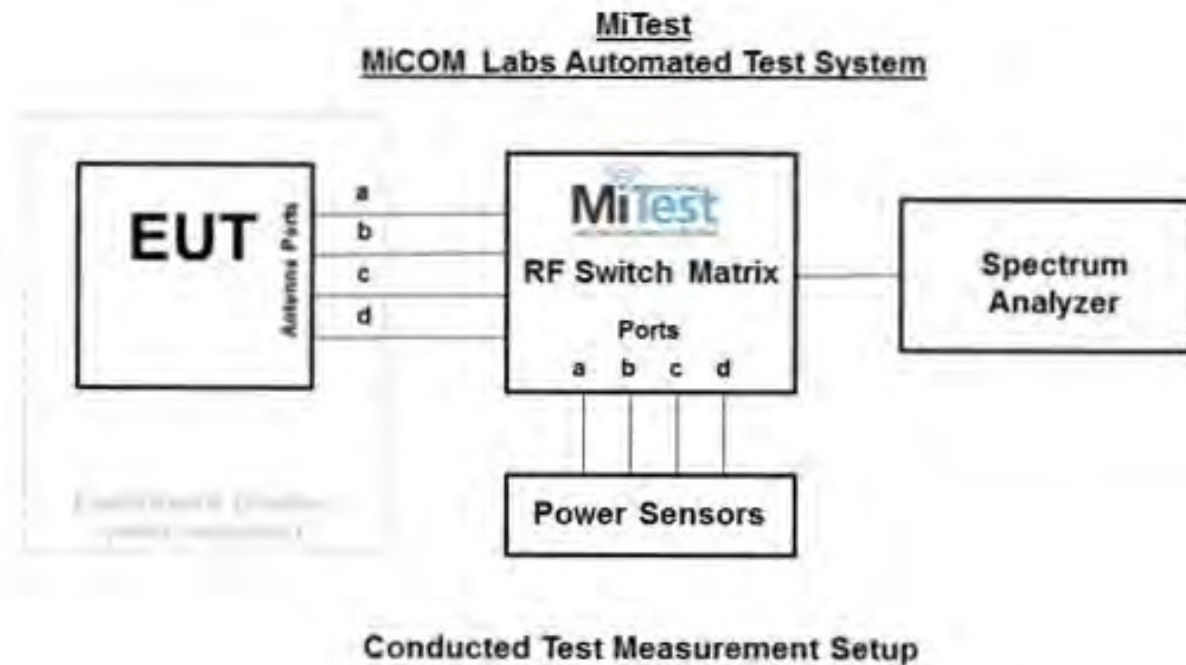 MiTest
MiCOM Labs Automated Test System
EUT
Antenna Ports
a
b
c
d
MiTest
RF Switch Matrix
Ports
a b c d
Spectrum
Analyzer
Power Sensors
Conducted Test Measurement Setup